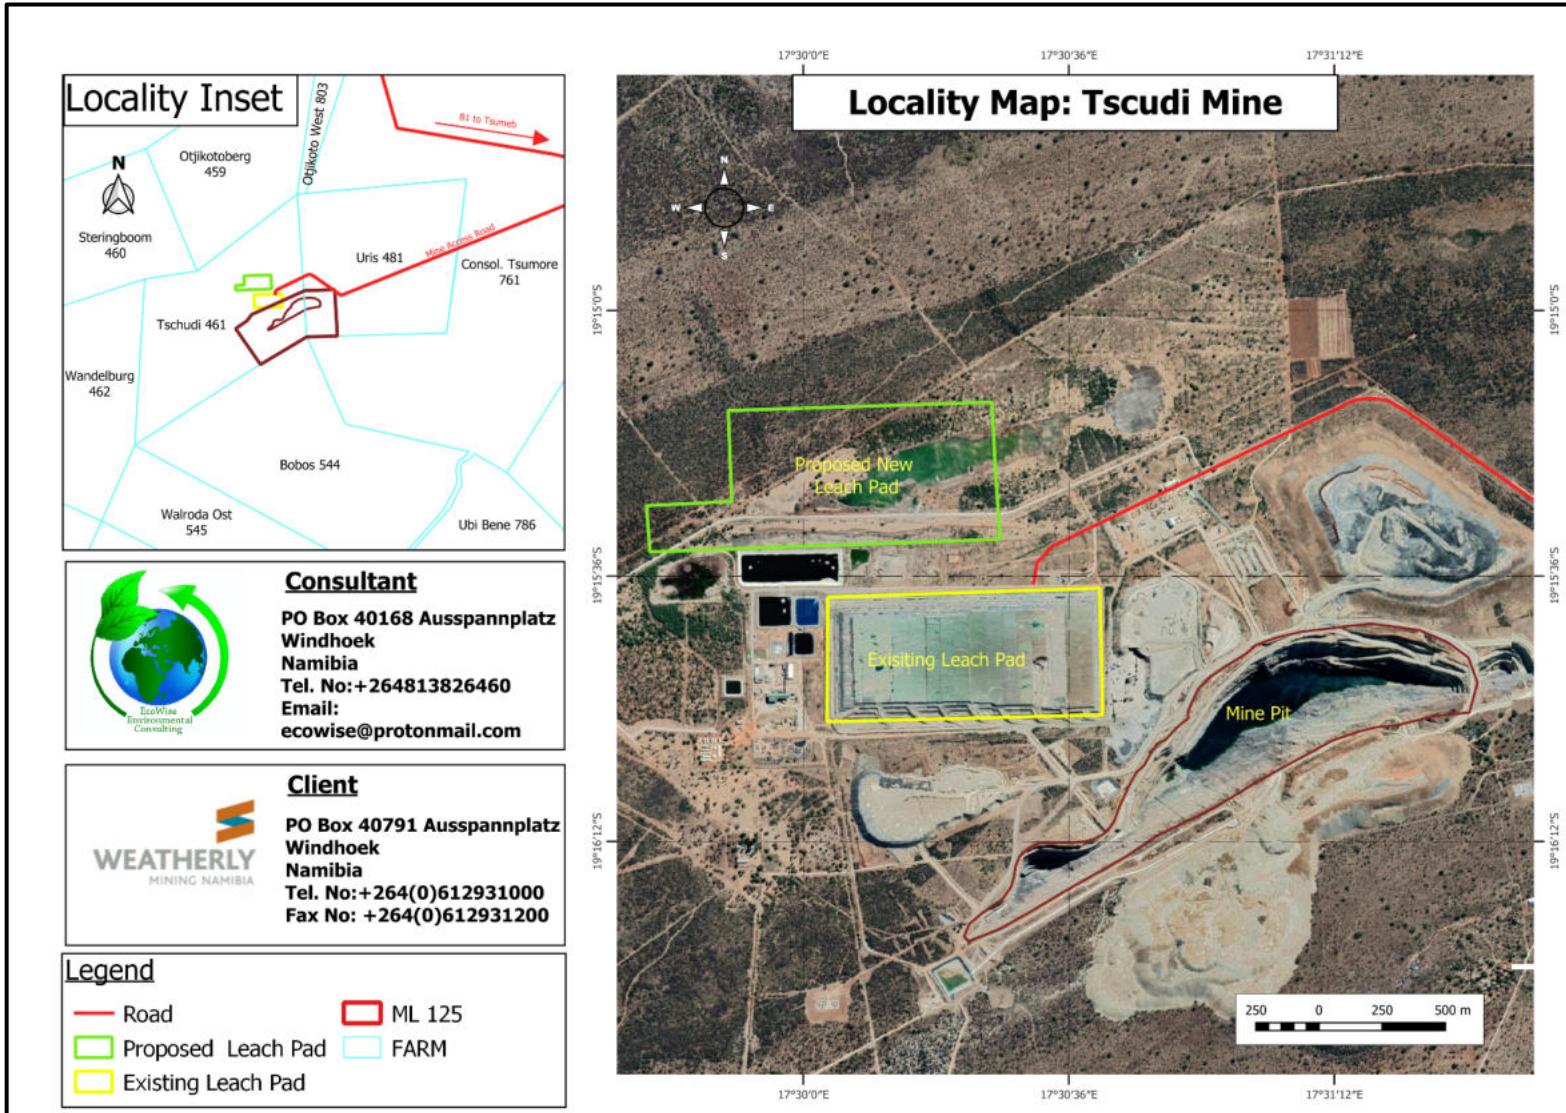 Locality Inset
B1 to Tsumeb
Otjikoto West 803
Otjikotoberg
459
N
Steringboom
460
Uris 481
Mine Access Road
Consol. Tsumore
761
Tschudi 461
Wandelburg
462
Bobos 544
Walroda Ost
545
Ubi Bene 786
Consultant
PO Box 40168 Ausspannplatz
Windhoek
Namibia
Tel. No:+264813826460
Email:
ecowise@protonmail.com
EcoWise
Environmental
Consulting
Client
PO Box 40791 Ausspannplatz
Windhoek
Namibia
Tel. No:+264(0)612931000
Fax No: +264(0)612931200
WEATHERLY
MINING NAMIBIA
Legend
Road
ML 125
Proposed Leach Pad
FARM
Existing Leach Pad
17°30'0"E
17°30'36"E
17°31'12"E
Locality Map: Tscudi Mine
N
W
E
S
19°15'0"S
19°15'0"S
Proposed New
Leach Pad
19°15'36"S
19°15'36"S
Exisiting Leach Pad
Mine Pit
19°16'12"S
19°16'12"S
250 0 250 500 m
17°30'0"E
17°30'36"E
17°31'12"E